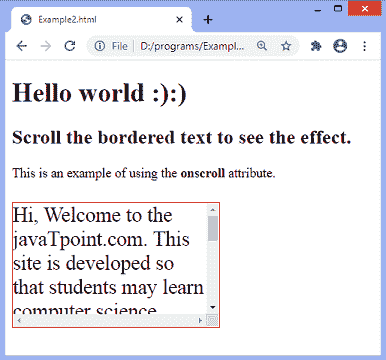 Example2.html
File
D:/programs/Exampl...
Hello world :):)
Scroll the bordered text to see the effect.
This is an example of using the onscroll attribute.
Hi, Welcome to the
javaTpoint.com. This
site is developed so
that students may learn
computer science